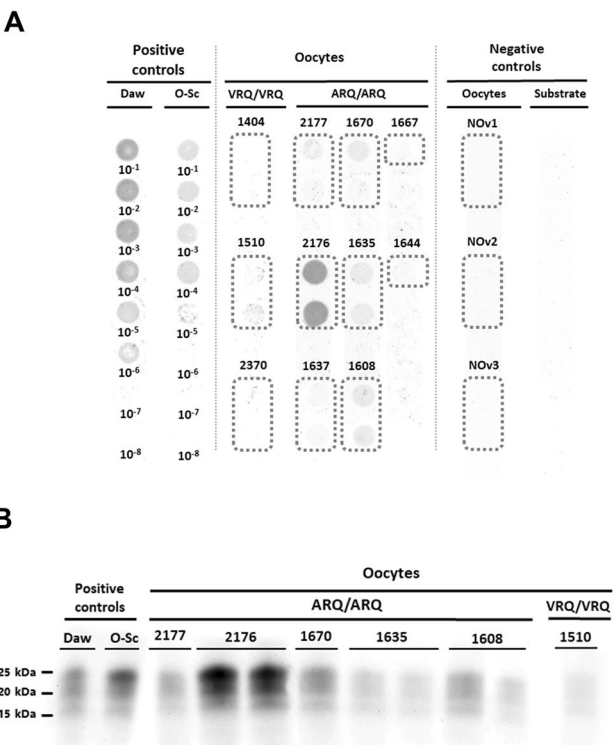 A
Positive controls
Oocytes
Negative controls
Daw O-Sc VRQ/VRQ ARQ/ARQ Oocytes Substrate
1404 2177 1670 1667 NOv1
10-1 10-1
10-2 10-2
10-3 10-3
1510 2176 1635 1644 NOv2
10-4 10-4
10-5 10-5
2370 1637 1608 NOv3
10-6 10-6
10-7 10-7
10-8 10-8
B
Oocytes
Positive controls
ARQ/ARQ VRQ/VRQ
Daw O-Sc 2177 2176 1670 1635 1608 1510
25 kDa
20 kDa
15 kDa